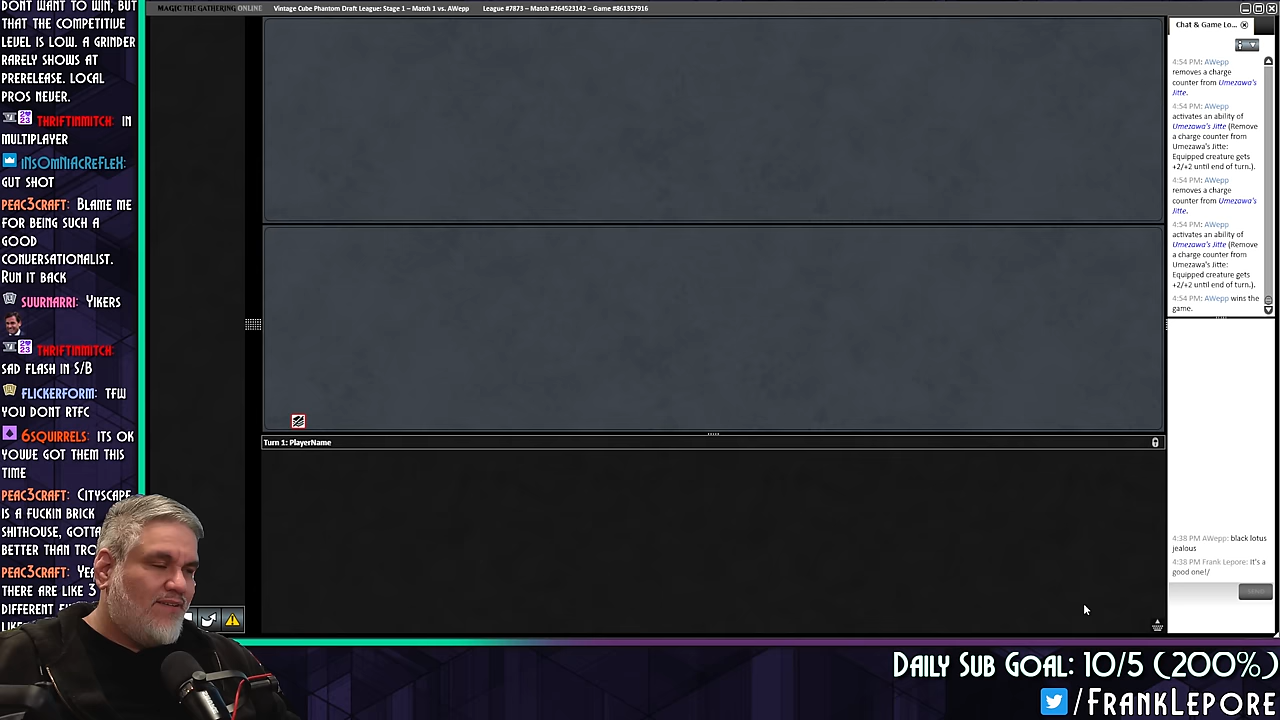 DONT WANT TO WIN, BUT
THAT THE COMPETITIVE
LEVEL IS LOW. A GRINDER
RARELY SHOWS AT
PRERELEASE. LOCAL
PROS NEVER.
THRIFTINMITCH: IN
MULTIPLAYER
iNSOMNiACREFLEX:
GUT SHOT
PEAC3CRAFT: BLAME ME
FOR BEING SUCH A
GOOD
CONVERSATIONALIST.
RUN IT BACK
SUURNARRI: YIKERS
THRIFTINMITCH:
SAD FLASH IN S/B
FLICKERFORM: TFW
YOU DONT RTFC
6SQUIRRELS: ITS OK
YOUVE GOT THEM THIS
TIME
PEAC3CRAFT: CITYSCAPE
IS A FUCKIN BRICK
SHITHOUSE, GOTTA
BETTER THAN TRO
PEAC3CRAFT: YEA
THERE ARE LIKE 3
DIFFERENT
LIKE
MAGIC THE GATHERING ONLINE Vintage Cube Phantom Draft League: Stage 1 – Match 1 vs. AWepp League #7873 – Match #264523142 – Game #861357916
Turn 1: PlayerName
Chat & Game Lo...
4:54 PM: AWepp
removes a charge
counter from Umezawa's
Jitte.
4:54 PM: AWepp
activates an ability of
Umezawa's Jitte (Remove
a charge counter from
Umezawa's Jitte:
Equipped creature gets
+2/+2 until end of turn.).
4:54 PM: AWepp
removes a charge
counter from Umezawa's
Jitte.
4:54 PM: AWepp
activates an ability of
Umezawa's Jitte (Remove
a charge counter from
Umezawa's Jitte:
Equipped creature gets
+2/+2 until end of turn.).
4:54 PM: AWepp wins the
game.
4:38 PM AWepp: black lotus
jealous
4:38 PM Frank Lepore: It's a
good one!/
SEND
DAILY SUB GOAL: 10/5 (200%)
/FRANKLEPORE